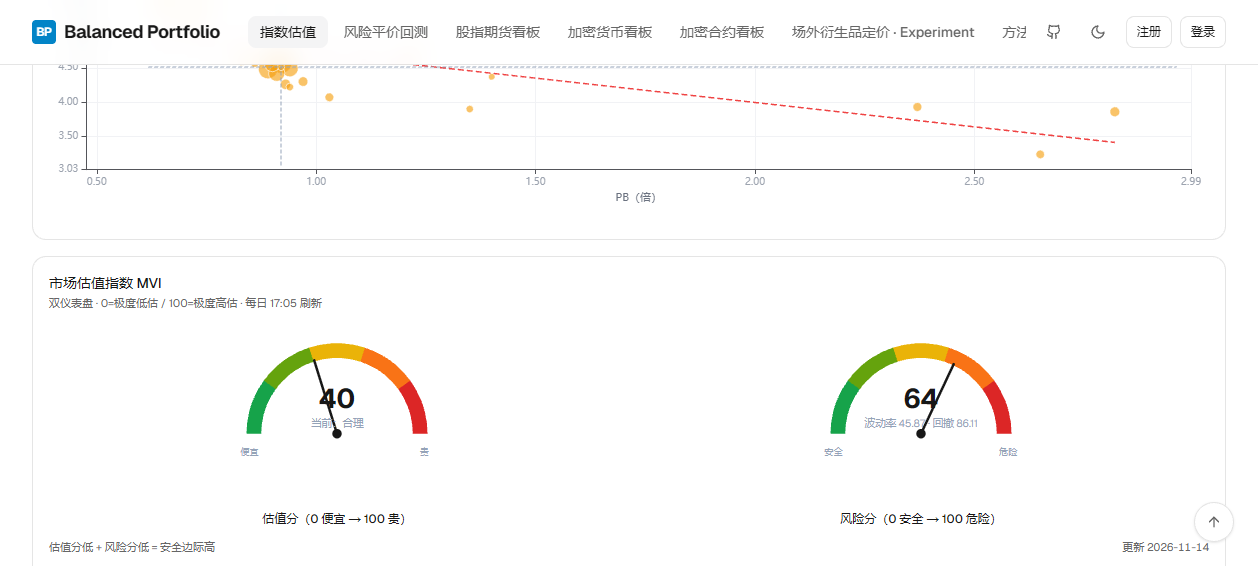 BP Balanced Portfolio 指数估值 风险平价回测 股指期货看板 加密货币看板 加密合约看板 场外衍生品定价 · Experiment 方法 注册 登录
4.50
4.00
3.50
3.03
0.50 1.00 1.50 2.00 2.50 2.99
PB（倍）
市场估值指数 MVI
双仪表盘 · 0=极度低估 / 100=极度高估 · 每日 17:05 刷新
40
当前 合理
便宜 贵
估值分（0 便宜 → 100 贵）
64
波动率 45.87 · 回撤 86.11
安全 危险
风险分（0 安全 → 100 危险）
估值分低 + 风险分低 = 安全边际高
更新 2026-11-14